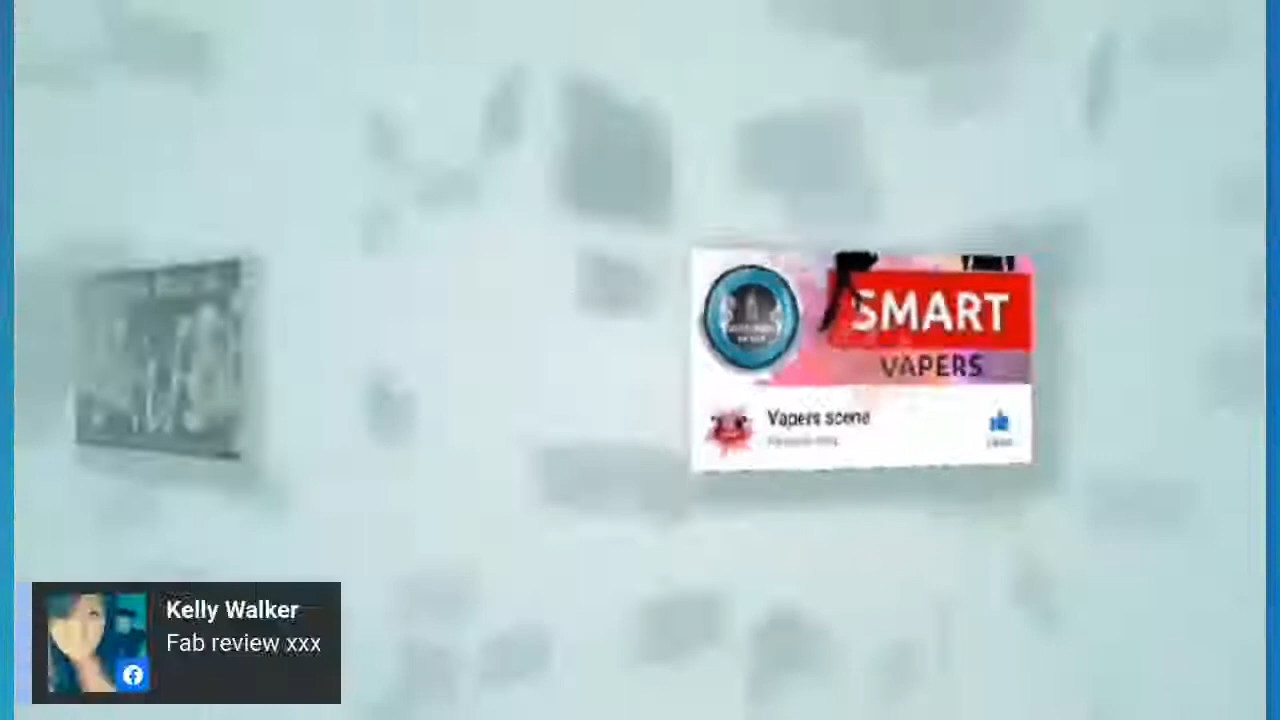 SMART
VAPERS
Vapers scene
Kelly Walker
Fab review xxx